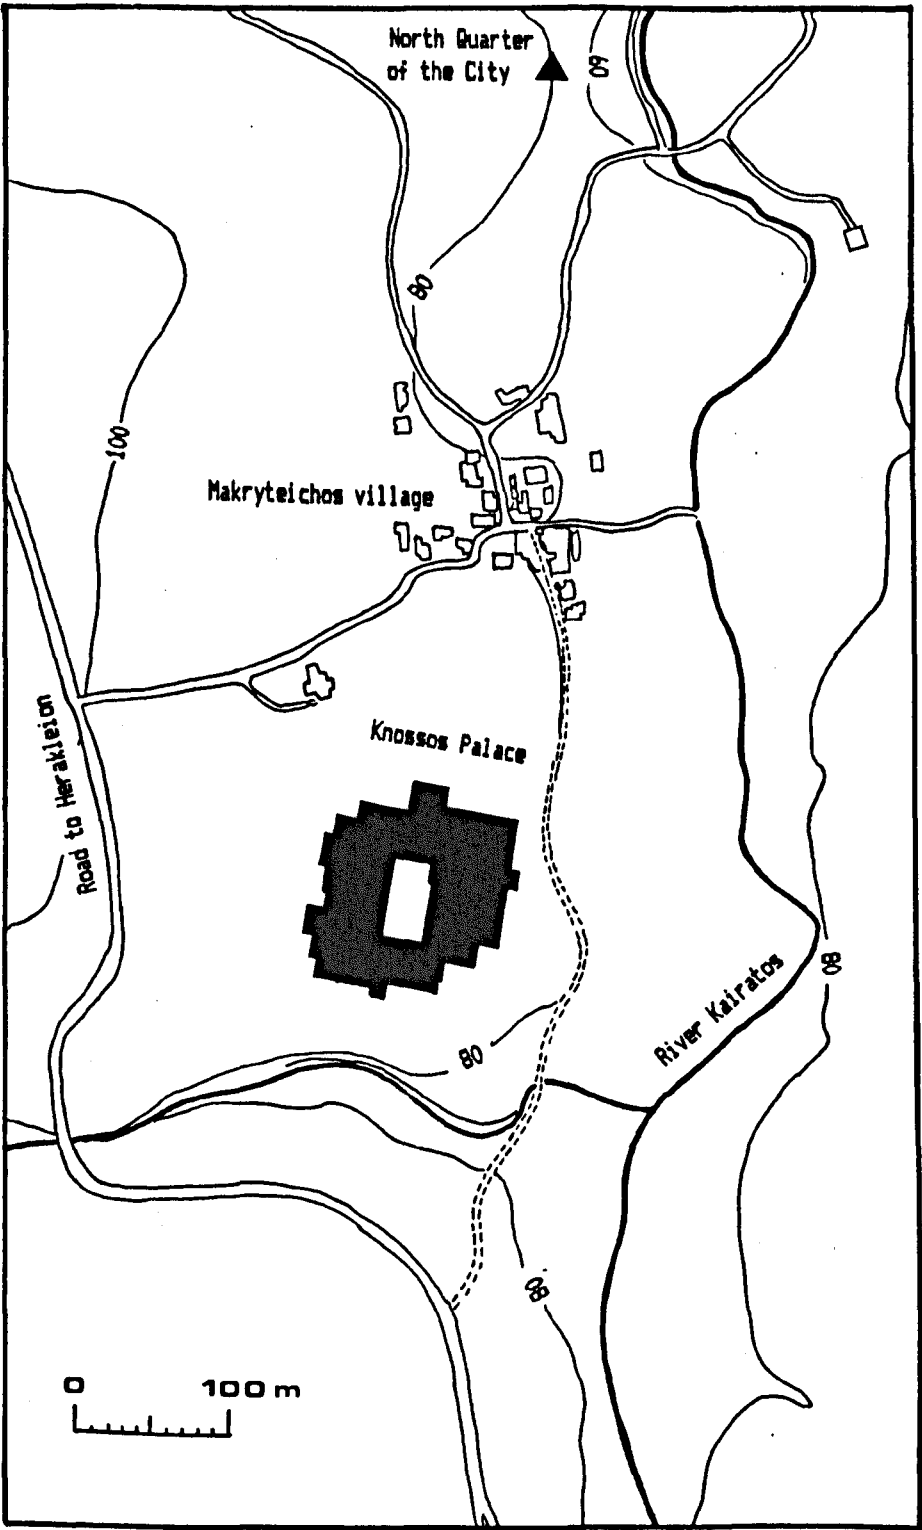 North Quarter
of the City
60
80
100
Makryteichos village
Knossos Palace
Road to Herakleion
80
River Kairatos
80
80
0 100 m